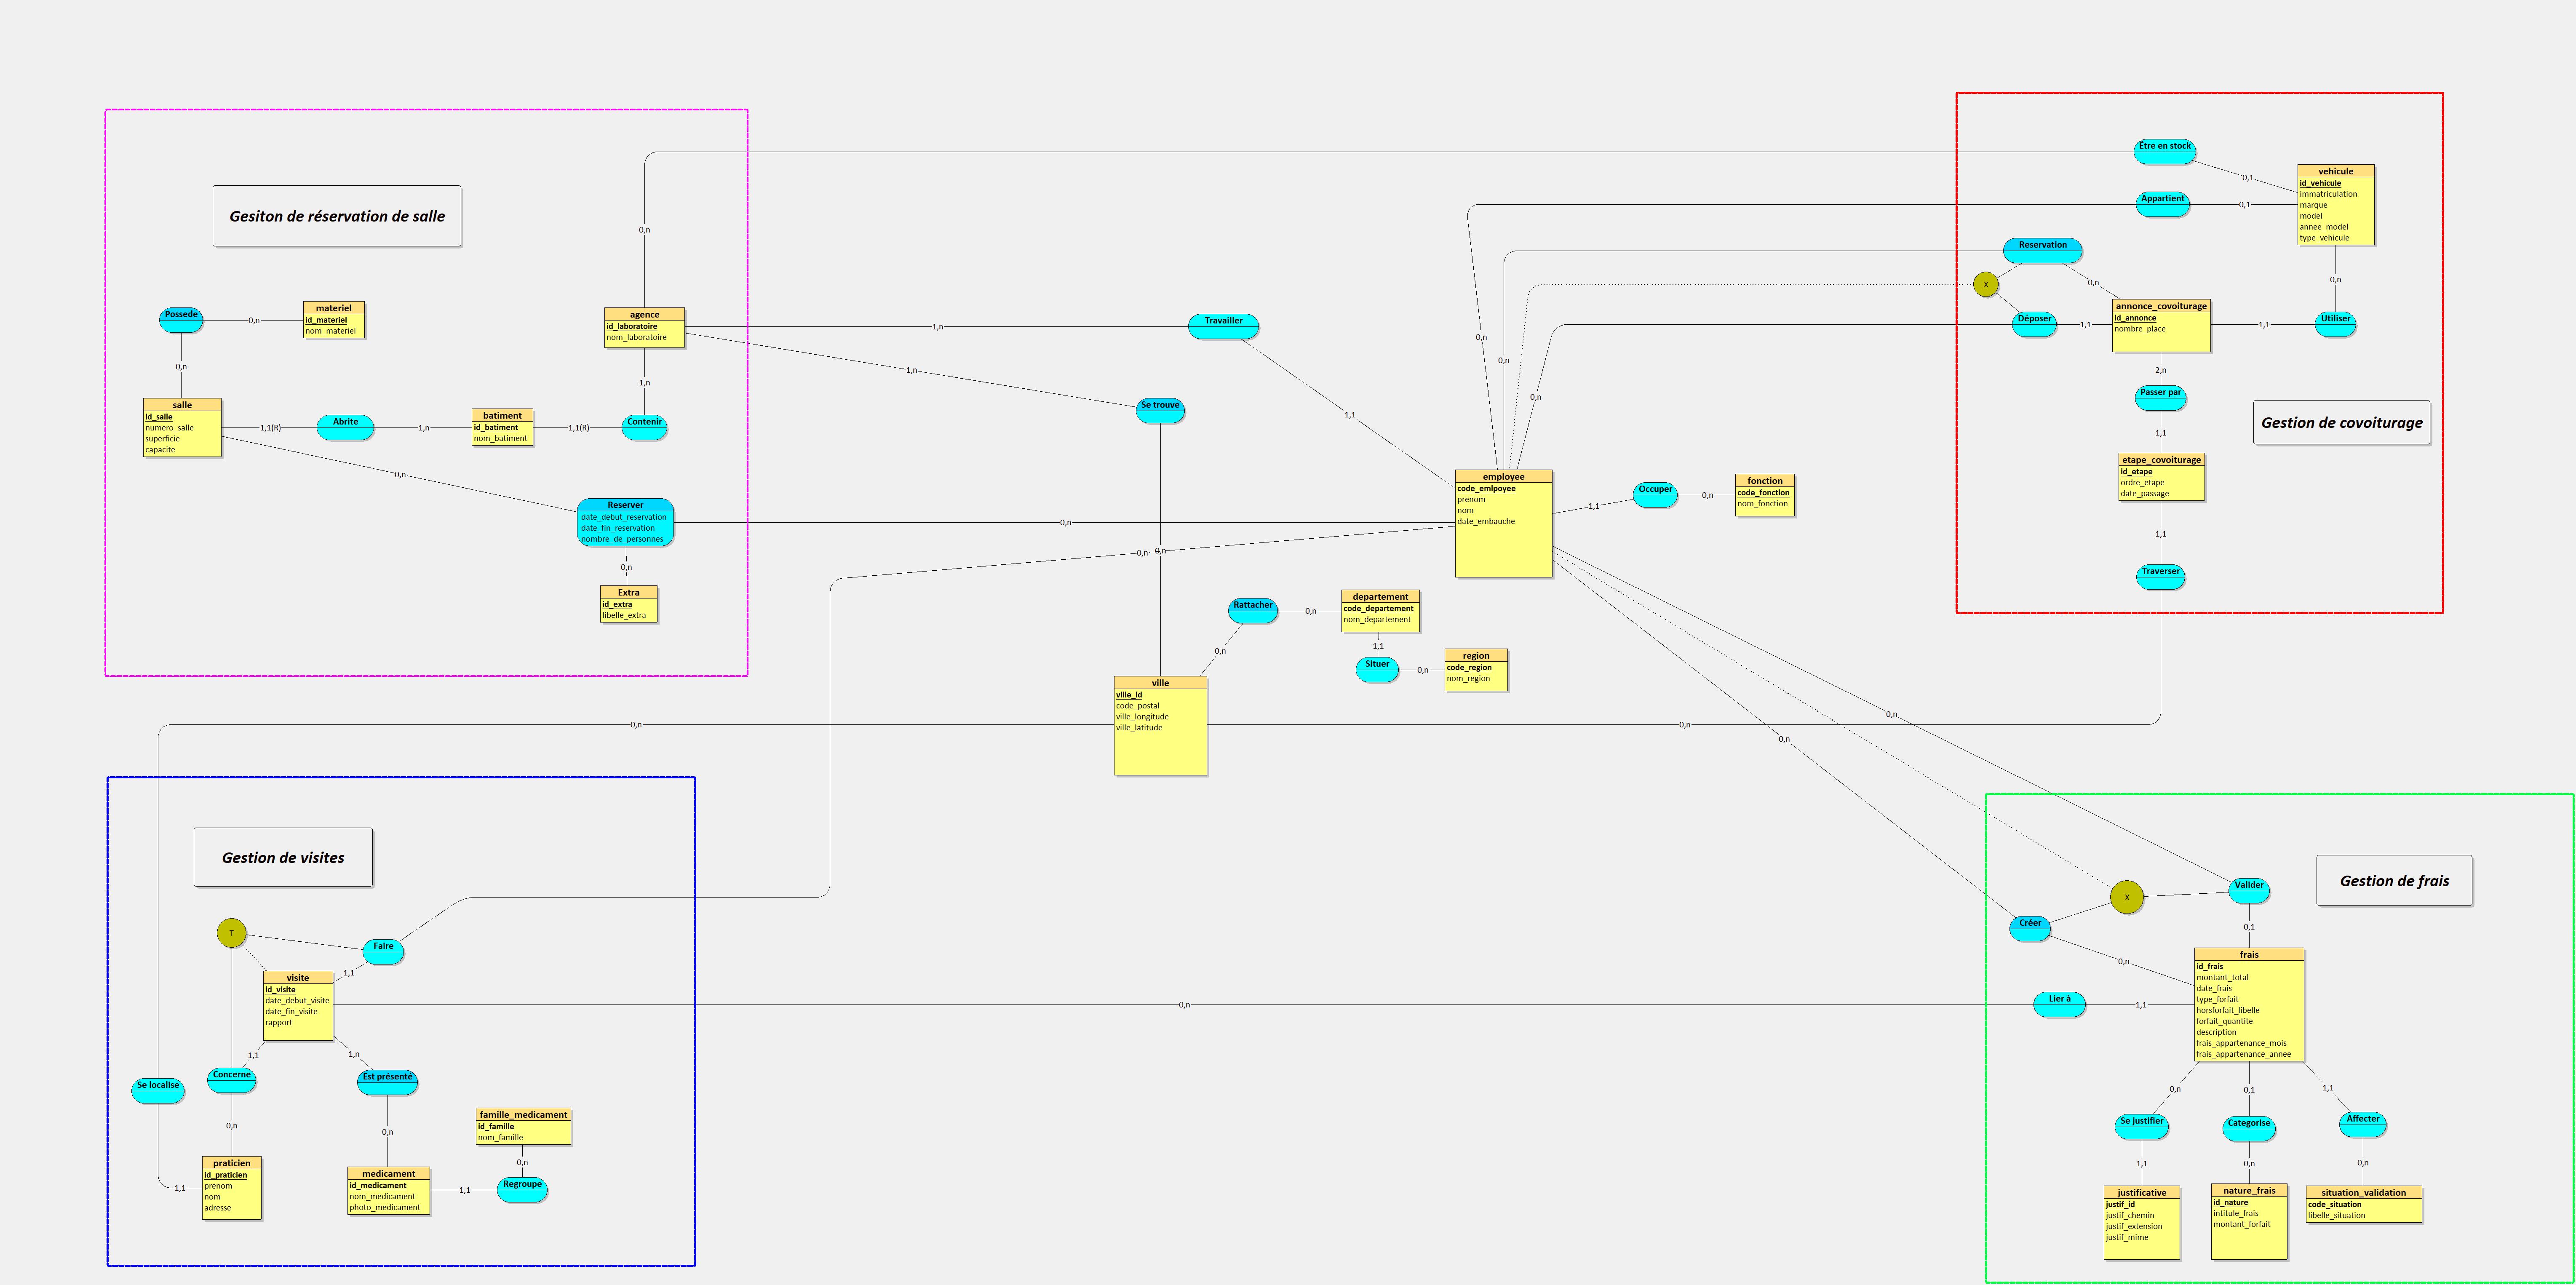 Gesiton de réservation de salle
Possede
0,n
materiel
id_materiel
nom_materiel
0,n
salle
id_salle
numero_salle
superficie
capacite
1,1(R)
Abrite
1,n
batiment
id_batiment
nom_batiment
1,1(R)
Contenir
1,n
agence
id_laboratoire
nom_laboratoire
0,n
0,n
Reserver
date_debut_reservation
date_fin_reservation
nombre_de_personnes
0,n
Extra
id_extra
libelle_extra
0,n
1,n
Travailler
1,1
1,n
Se trouve
0,n
0,n
employee
code_emlpoyee
prenom
nom
date_embauche
0,n
0,n
0,n
1,1
Occuper
0,n
fonction
code_fonction
nom_fonction
Rattacher
0,n
departement
code_departement
nom_departement
0,n
1,1
Situer
0,n
region
code_region
nom_region
ville
ville_id
code_postal
ville_longitude
ville_latitude
0,n
0,n
Être en stock
0,1
vehicule
id_vehicule
immatriculation
marque
model
annee_model
type_vehicule
Appartient
0,1
Reservation
0,n
X
0,n
Déposer
1,1
annonce_covoiturage
id_annonce
nombre_place
1,1
Utiliser
2,n
Passer par
Gestion de covoiturage
1,1
etape_covoiturage
id_etape
ordre_etape
date_passage
1,1
Traverser
Gestion de visites
T
Faire
1,1
visite
id_visite
date_debut_visite
date_fin_visite
rapport
0,n
1,1
1,n
Se localise
Concerne
Est présenté
0,n
0,n
famille_medicament
id_famille
nom_famille
0,n
praticien
id_praticien
prenom
nom
adresse
1,1
medicament
id_medicament
nom_medicament
photo_medicament
1,1
Regroupe
0,n
0,n
Gestion de frais
X
Valider
0,1
Créer
0,n
frais
id_frais
montant_total
date_frais
type_forfait
horsforfait_libelle
forfait_quantite
description
frais_appartenance_mois
frais_appartenance_annee
Lier à
1,1
0,n
0,1
1,1
Se justifier
Categorise
Affecter
1,1
0,n
0,n
justificative
justif_id
justif_chemin
justif_extension
justif_mime
nature_frais
id_nature
intitule_frais
montant_forfait
situation_validation
code_situation
libelle_situation